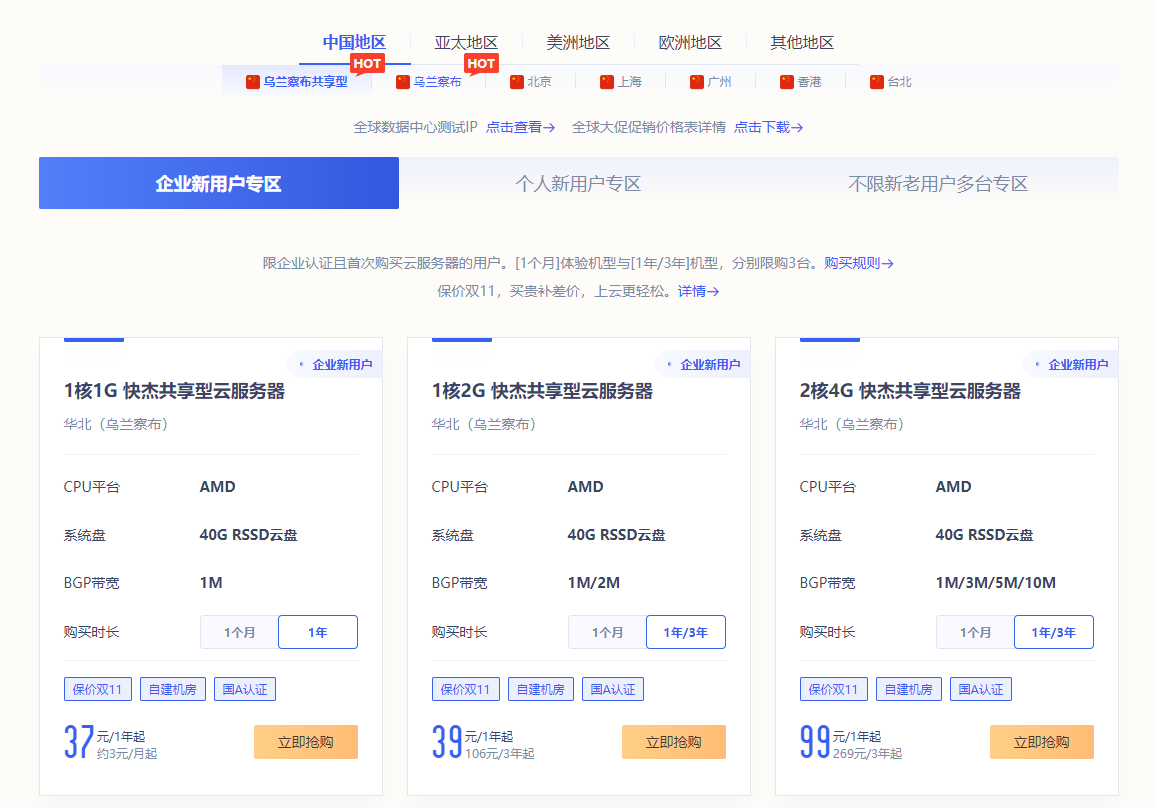 中国地区 亚太地区 美洲地区 欧洲地区 其他地区
HOT HOT
乌兰察布共享型 乌兰察布 北京 上海 广州 香港 台北
全球数据中心测试IP 点击查看→ 全球大促促销价格表详情 点击下载→
企业新用户专区 个人新用户专区 不限新老用户多台专区
限企业认证且首次购买云服务器的用户。[1个月]体验机型与[1年/3年]机型，分别限购3台。购买规则→
保价双11，买贵补差价，上云更轻松。详情→
企业新用户
1核1G 快杰共享型云服务器
华北（乌兰察布）
CPU平台 AMD
系统盘 40G RSSD云盘
BGP带宽 1M
购买时长 1个月 1年
保价双11 自建机房 国A认证
37 元/1年起
约3元/月起
立即抢购
企业新用户
1核2G 快杰共享型云服务器
华北（乌兰察布）
CPU平台 AMD
系统盘 40G RSSD云盘
BGP带宽 1M/2M
购买时长 1个月 1年/3年
保价双11 自建机房 国A认证
39 元/1年起
106元/3年起
立即抢购
企业新用户
2核4G 快杰共享型云服务器
华北（乌兰察布）
CPU平台 AMD
系统盘 40G RSSD云盘
BGP带宽 1M/3M/5M/10M
购买时长 1个月 1年/3年
保价双11 自建机房 国A认证
99 元/1年起
269元/3年起
立即抢购